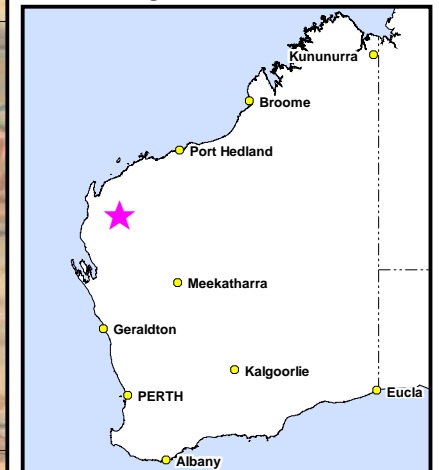 Kununurra
Broome
Port Hedland
Meekatharra
Geraldton
Kalgoorlie
Eucla
PERTH
Albany